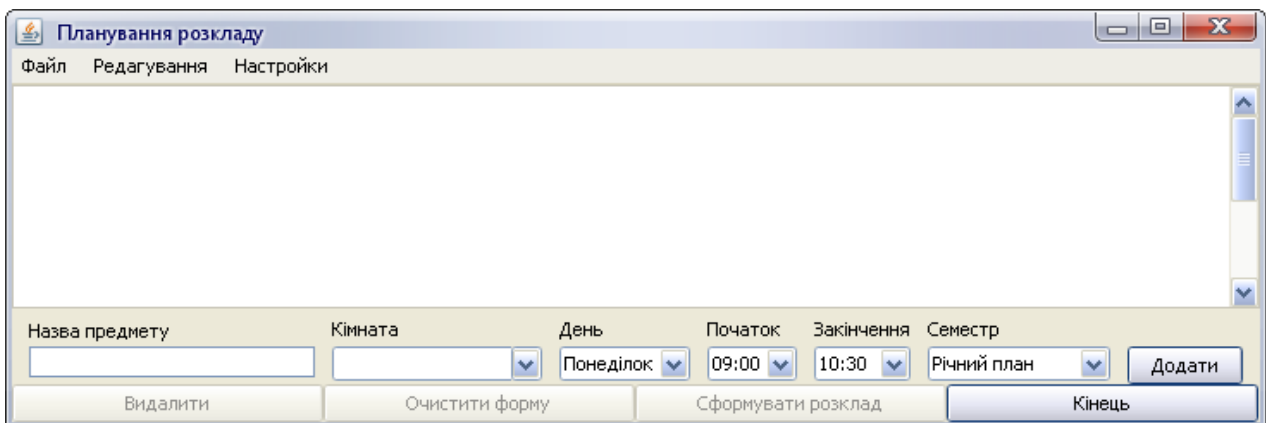 Планування розкладу
Файл Редагування Настройки
Назва предмету Кімната День Початок Закінчення Семестр
Понеділок 09:00 10:30 Річний план Додати
Видалити Очистити форму Сформувати розклад Кінець